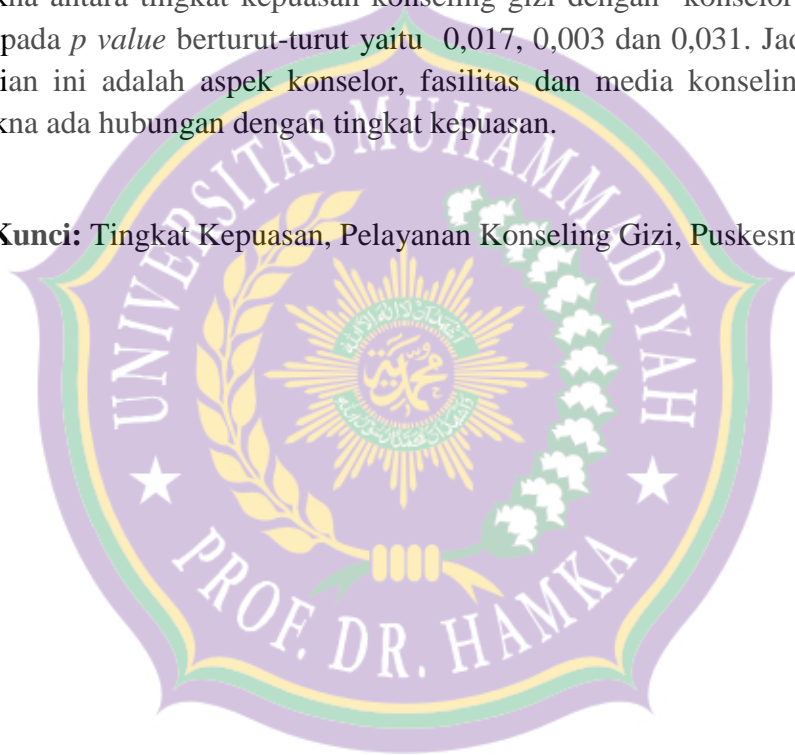 kna antara tingkat kepuasan konseling gizi dengan konselor
pada p value berturut-turut yaitu 0,017, 0,003 dan 0,031. Jad
ian ini adalah aspek konselor, fasilitas dan media konselin
kna ada hubungan dengan tingkat kepuasan.
Kunci: Tingkat Kepuasan, Pelayanan Konseling Gizi, Puskesm
UNIVERSITAS MUHAMMADIYAH
PROF. DR. HAMKA
محمدية